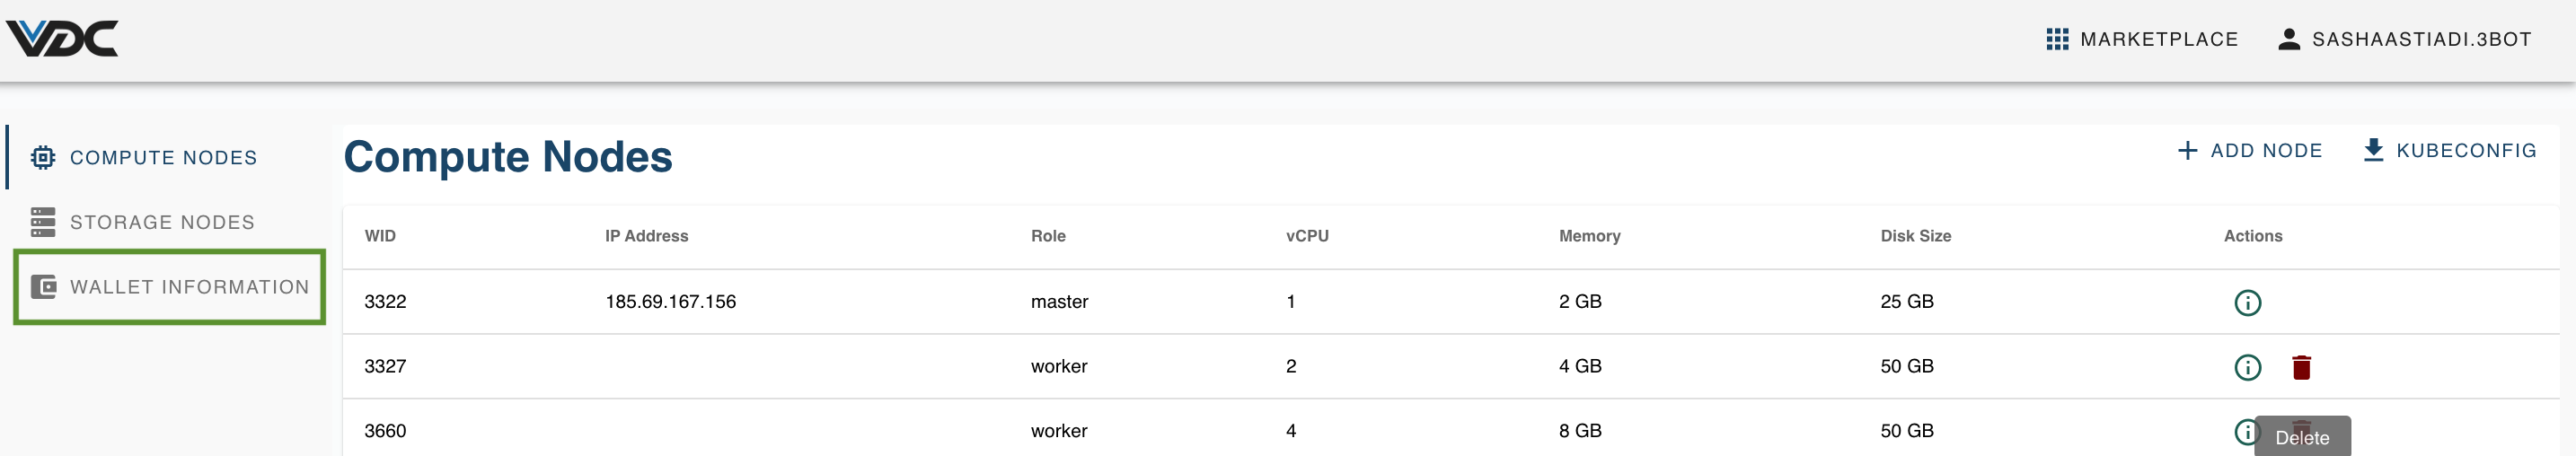 VDC
MARKETPLACE SASHAASTIADI.3BOT
COMPUTE NODES
STORAGE NODES
WALLET INFORMATION
Compute Nodes
ADD NODE KUBECONFIG
WID IP Address Role vCPU Memory Disk Size Actions
3322 185.69.167.156 master 1 2 GB 25 GB
3327 worker 2 4 GB 50 GB
3660 worker 4 8 GB 50 GB
Delete